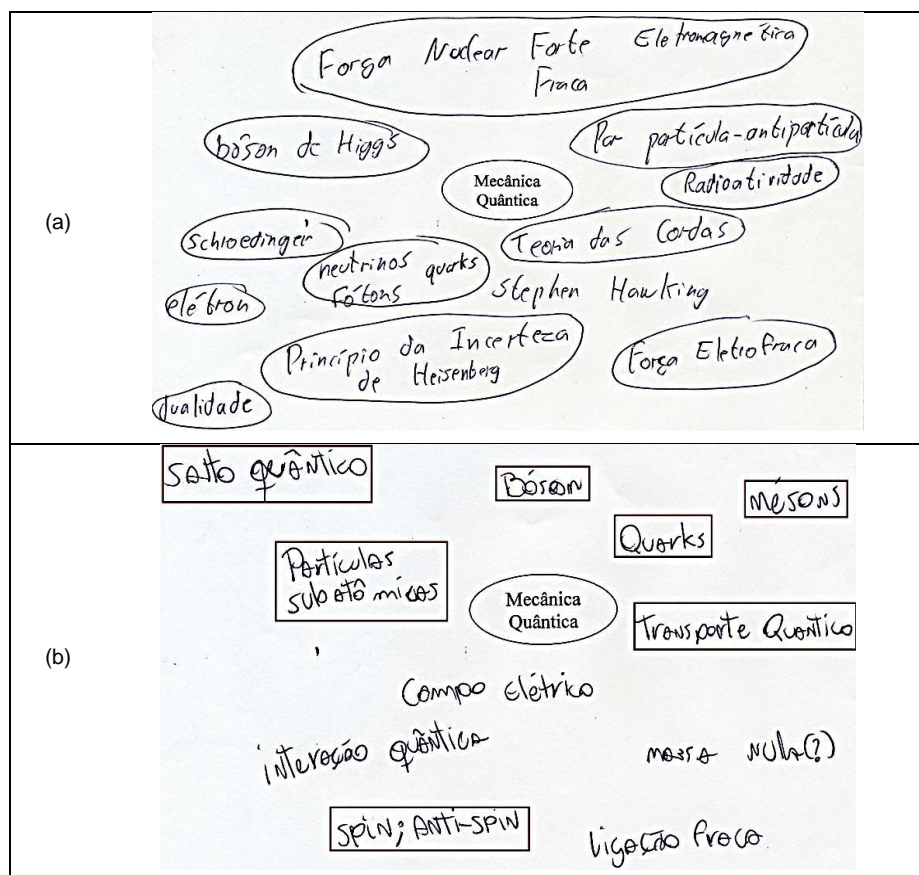 (a)
Força Nuclear Forte Eletromagnética
Fraca
bóson de Higgs
Par partícula-antipartícula
Mecânica
Quântica
Radioatividade
Schroedinger
Teoria das Cordas
neutrinos quarks
fótons
elétron
Stephen Hawking
Princípio da Incerteza
de Heisenberg
Força Eletrofraca
dualidade
(b)
Salto quântico
Bóson
Mésons
Quarks
Partículas
subatômicas
Mecânica
Quântica
Transporte Quantico
Campo Elétrico
interação quântica
massa nula(?)
SPIN; ANTI-SPIN
Ligação fraca